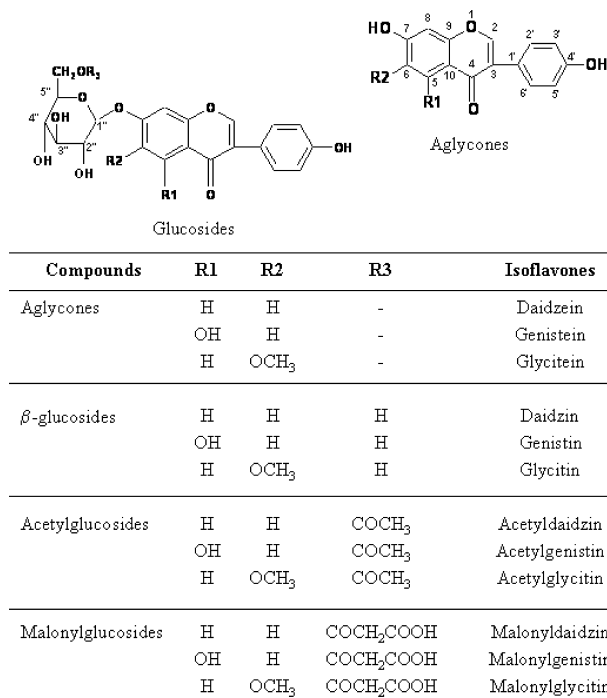 HO
7
8
9
O
1
2
3
4
10
5
6
R2
R1
O
1'
2'
3'
4'
5'
6'
OH
Aglycones
CH₂OR₃
5"
O
4"
OH
OH
3"
OH
2"
1"
O
R2
R1
O
O
OH
Glucosides
Compounds R1 R2 R3 Isoflavones
Aglycones H H - Daidzein
OH H - Genistein
H OCH₃ - Glycitein
β-glucosides H H H Daidzin
OH H H Genistin
H OCH₃ H Glycitin
Acetylglucosides H H COCH₃ Acetyldaidzin
OH H COCH₃ Acetylgenistin
H OCH₃ COCH₃ Acetylglycitin
Malonylglucosides H H COCH₂COOH Malonyldaidzin
OH H COCH₂COOH Malonylgenistin
H OCH₃ COCH₂COOH Malonylglycitin